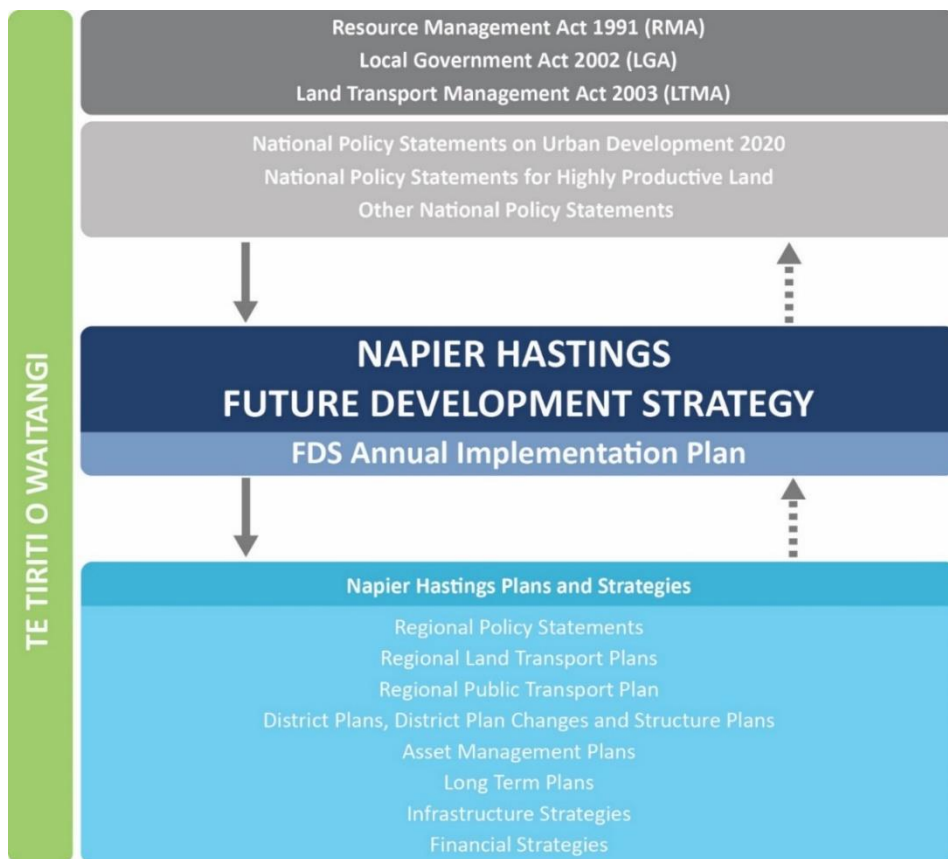 TE TIRITI O WAITANGI
Resource Management Act 1991 (RMA)
Local Government Act 2002 (LGA)
Land Transport Management Act 2003 (LTMA)
National Policy Statements on Urban Development 2020
National Policy Statements for Highly Productive Land
Other National Policy Statements
NAPIER HASTINGS
FUTURE DEVELOPMENT STRATEGY
FDS Annual Implementation Plan
Napier Hastings Plans and Strategies
Regional Policy Statements
Regional Land Transport Plans
Regional Public Transport Plan
District Plans, District Plan Changes and Structure Plans
Asset Management Plans
Long Term Plans
Infrastructure Strategies
Financial Strategies